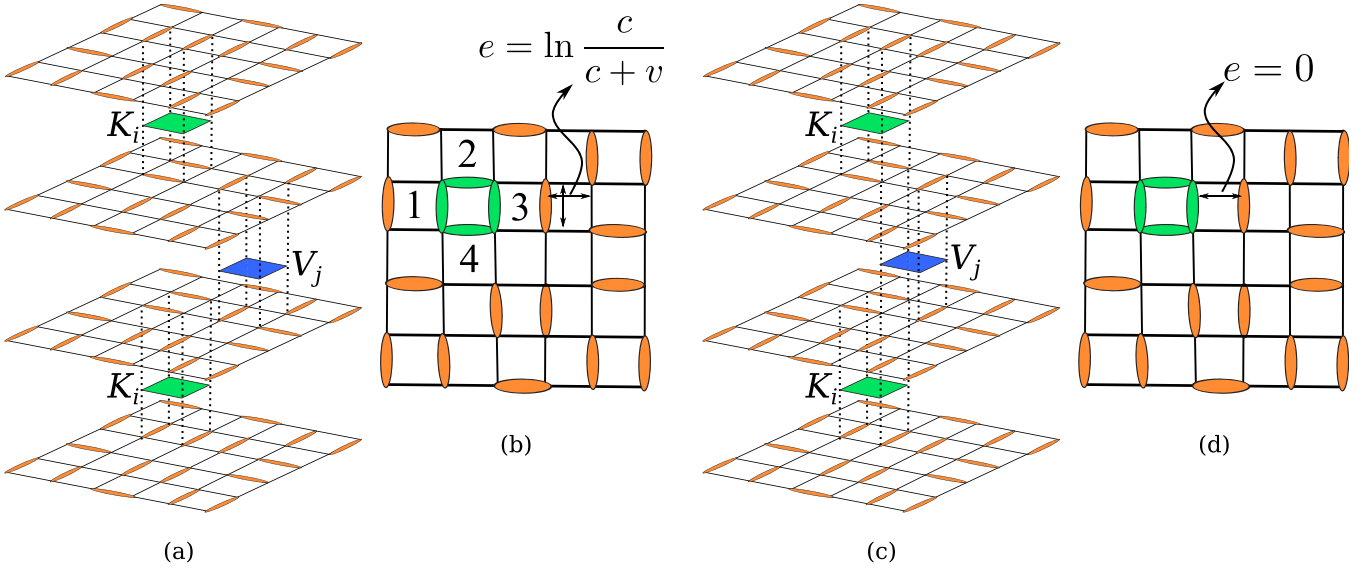 K_i
V_j
K_i
(a)
e = ln c/(c + v)
2
1
3
4
(b)
K_i
V_j
K_i
(c)
e = 0
(d)